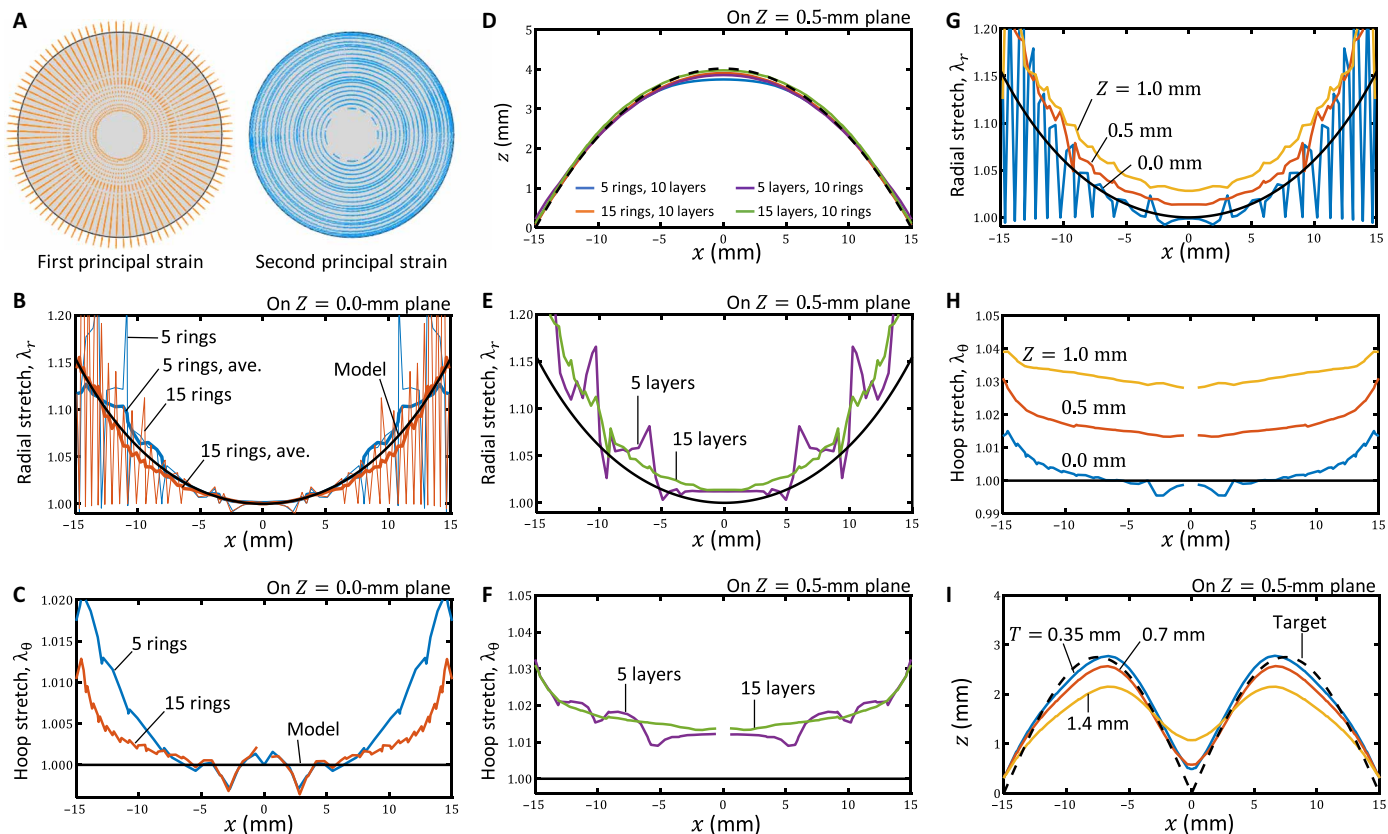 A
First principal strain
Second principal strain
B
On Z = 0.0-mm plane
Radial stretch, λr
1.20
1.15
1.10
1.05
1.00
5 rings
5 rings, ave.
15 rings
15 rings, ave.
Model
−15 −10 −5 0 5 10 15
x (mm)
C
On Z = 0.0-mm plane
Hoop stretch, λθ
1.020
1.015
1.010
1.005
1.000
5 rings
15 rings
Model
−15 −10 −5 0 5 10 15
x (mm)
D
On Z = 0.5-mm plane
z (mm)
5
4
3
2
1
0
5 rings, 10 layers
15 rings, 10 layers
5 layers, 10 rings
15 layers, 10 rings
−15 −10 −5 0 5 10 15
x (mm)
E
On Z = 0.5-mm plane
Radial stretch, λr
1.20
1.15
1.10
1.05
1.00
5 layers
15 layers
−15 −10 −5 0 5 10 15
x (mm)
F
On Z = 0.5-mm plane
Hoop stretch, λθ
1.05
1.04
1.03
1.02
1.01
1.00
5 layers
15 layers
−15 −10 −5 0 5 10 15
x (mm)
G
Radial stretch, λr
1.20
1.15
1.10
1.05
1.00
Z = 1.0 mm
0.5 mm
0.0 mm
−15 −10 −5 0 5 10 15
x (mm)
H
Hoop stretch, λθ
1.05
1.04
1.03
1.02
1.01
1.00
0.99
Z = 1.0 mm
0.5 mm
0.0 mm
−15 −10 −5 0 5 10 15
x (mm)
I
On Z = 0.5-mm plane
z (mm)
4
3
2
1
0
T = 0.35 mm
0.7 mm
Target
1.4 mm
−15 −10 −5 0 5 10 15
x (mm)